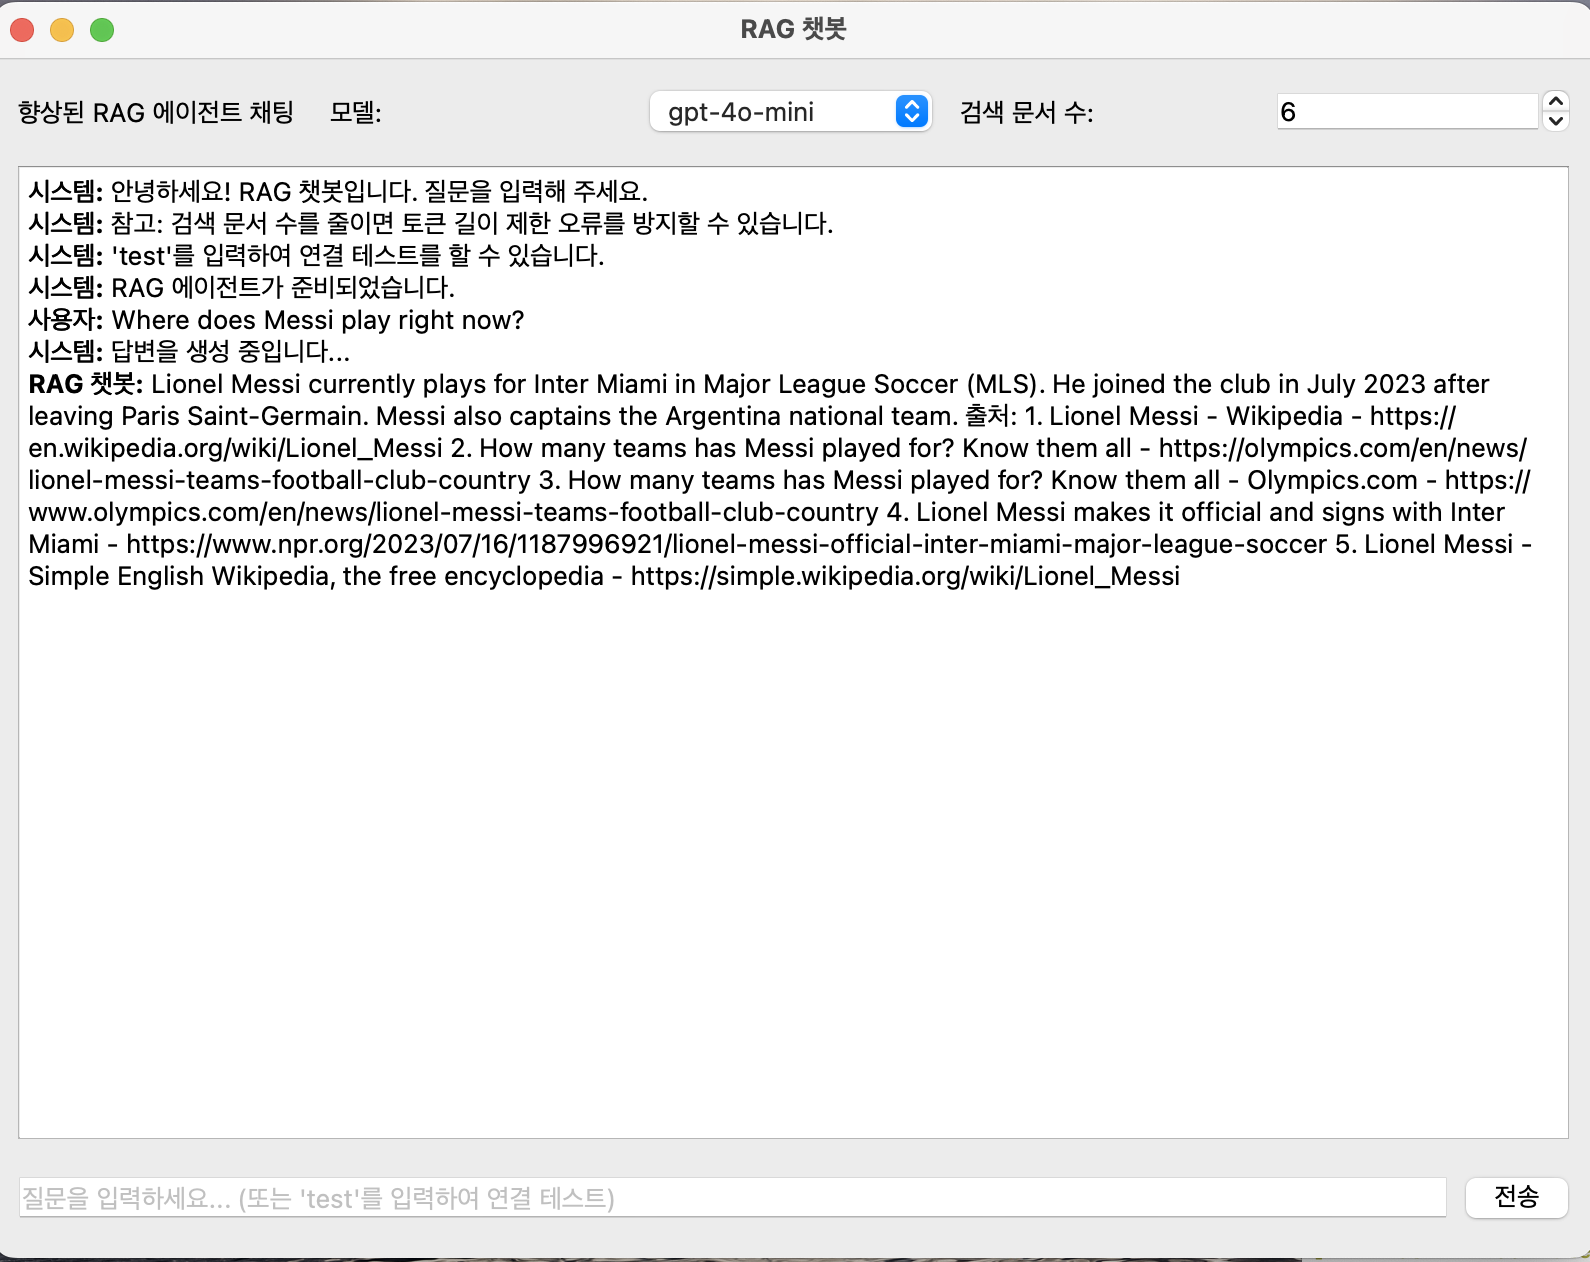 RAG 챗봇
향상된 RAG 에이전트 채팅 모델: gpt-4o-mini 검색 문서 수: 6
시스템: 안녕하세요! RAG 챗봇입니다. 질문을 입력해 주세요.
시스템: 참고: 검색 문서 수를 줄이면 토큰 길이 제한 오류를 방지할 수 있습니다.
시스템: 'test'를 입력하여 연결 테스트를 할 수 있습니다.
시스템: RAG 에이전트가 준비되었습니다.
사용자: Where does Messi play right now?
시스템: 답변을 생성 중입니다...
RAG 챗봇: Lionel Messi currently plays for Inter Miami in Major League Soccer (MLS). He joined the club in July 2023 after
leaving Paris Saint-Germain. Messi also captains the Argentina national team. 출처: 1. Lionel Messi - Wikipedia - https://
en.wikipedia.org/wiki/Lionel_Messi 2. How many teams has Messi played for? Know them all - https://olympics.com/en/news/
lionel-messi-teams-football-club-country 3. How many teams has Messi played for? Know them all - Olympics.com - https://
www.olympics.com/en/news/lionel-messi-teams-football-club-country 4. Lionel Messi makes it official and signs with Inter
Miami - https://www.npr.org/2023/07/16/1187996921/lionel-messi-official-inter-miami-major-league-soccer 5. Lionel Messi -
Simple English Wikipedia, the free encyclopedia - https://simple.wikipedia.org/wiki/Lionel_Messi
질문을 입력하세요... (또는 'test'를 입력하여 연결 테스트)
전송